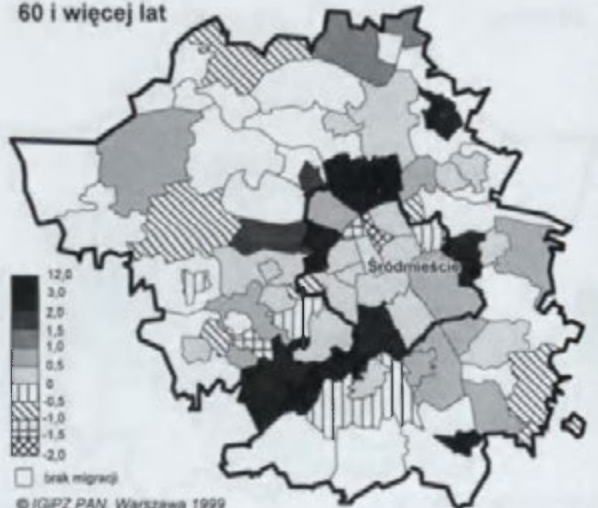 60 i więcej lat
Śródmieście
12,0
3,0
2,0
1,5
1,0
0,5
0
-0,5
-1,0
-1,5
-2,0
brak migracji
© IGiPZ PAN, Warszawa 1999